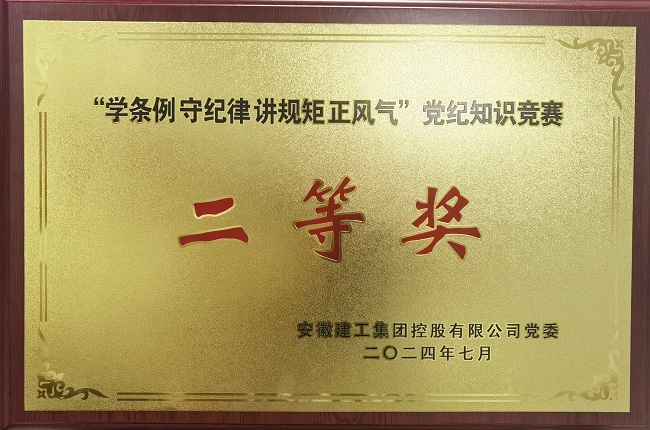 “学条例 守纪律 讲规矩 正风气”党纪知识竞赛
二等奖
安徽建工集团控股有限公司党委
二〇二四年七月